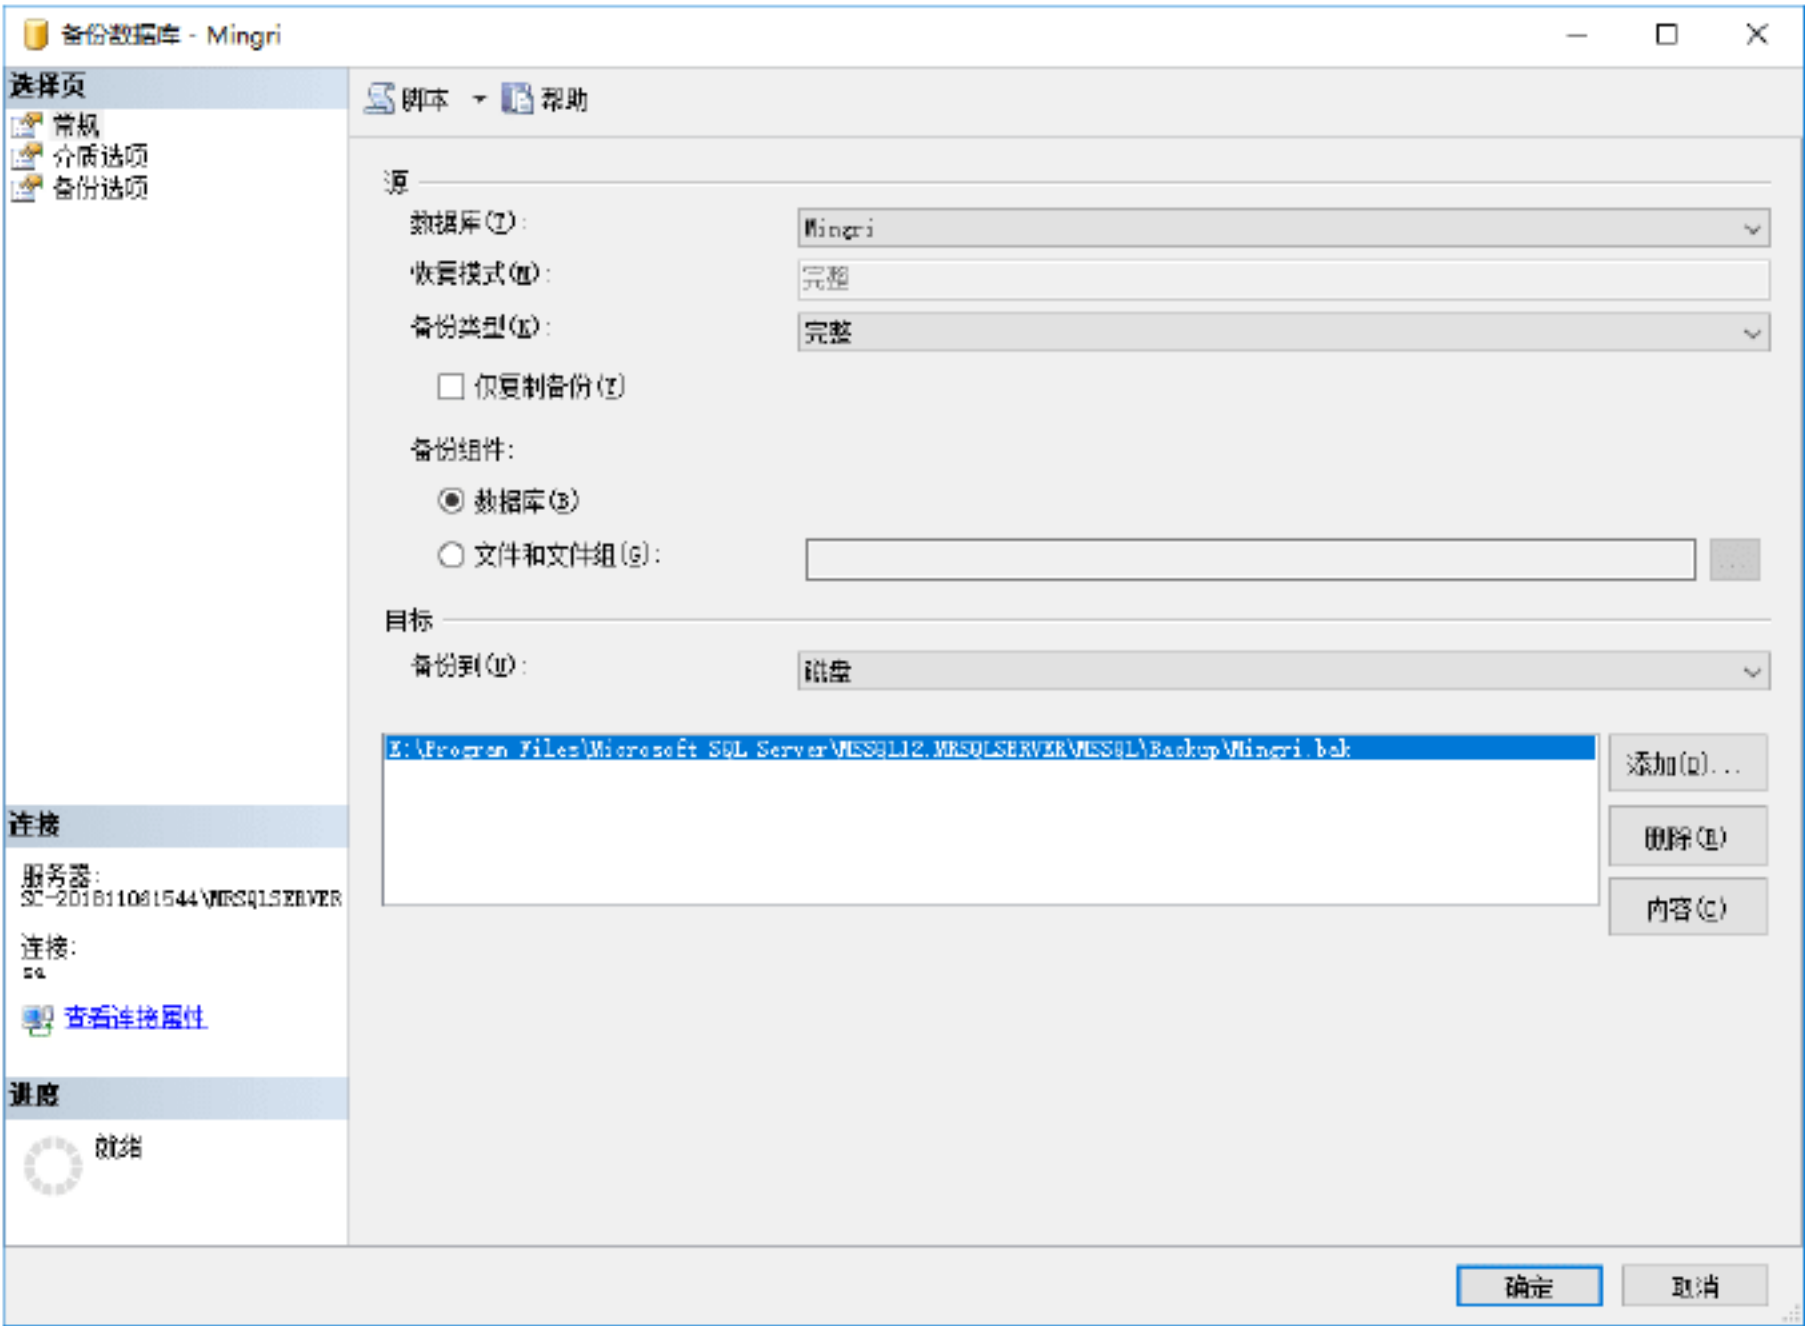 备份数据库 - Mingri
选择页
常规
介质选项
备份选项
脚本
帮助
源
数据库(T):
Mingri
恢复模式(M):
完整
备份类型(K):
完整
仅复制备份(Y)
备份组件:
数据库(B)
文件和文件组(G):
...
目标
备份到(U):
磁盘
E:\Program Files\Microsoft SQL Server\MSSQL12.MRSQLSERVER\MSSQL\Backup\Mingri.bak
添加(D)...
删除(R)
内容(C)
连接
服务器:
SC-201811061544\MRSQLSERVER
连接:
sa
查看连接属性
进度
就绪
确定
取消